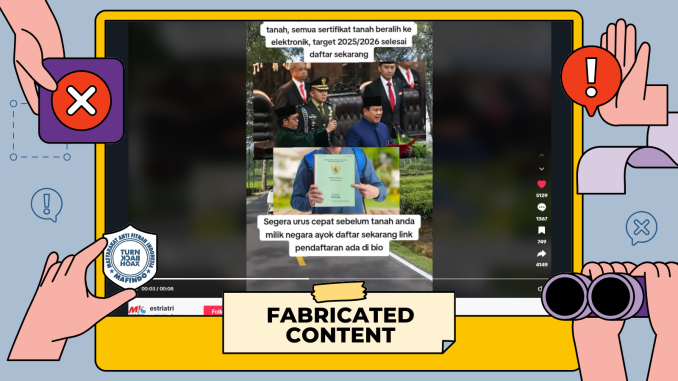 tanah, semua sertifikat tanah beralih ke
elektronik, target 2025/2026 selesai
daftar sekarang
Segera urus cepat sebelum tanah anda
milik negara ayok daftar sekarang link
pendaftaran ada di bio
5129
1367
749
4149
MASYARAKAT ANTI FITNAH INDONESIA
TURN
BACK
HOAX
MAFINDO
00:03 / 00:08
estriatri
FABRICATED
CONTENT